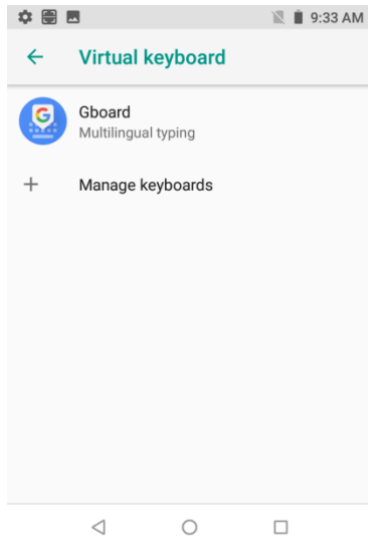 9:33 AM
Virtual keyboard
Gboard
Multilingual typing
Manage keyboards